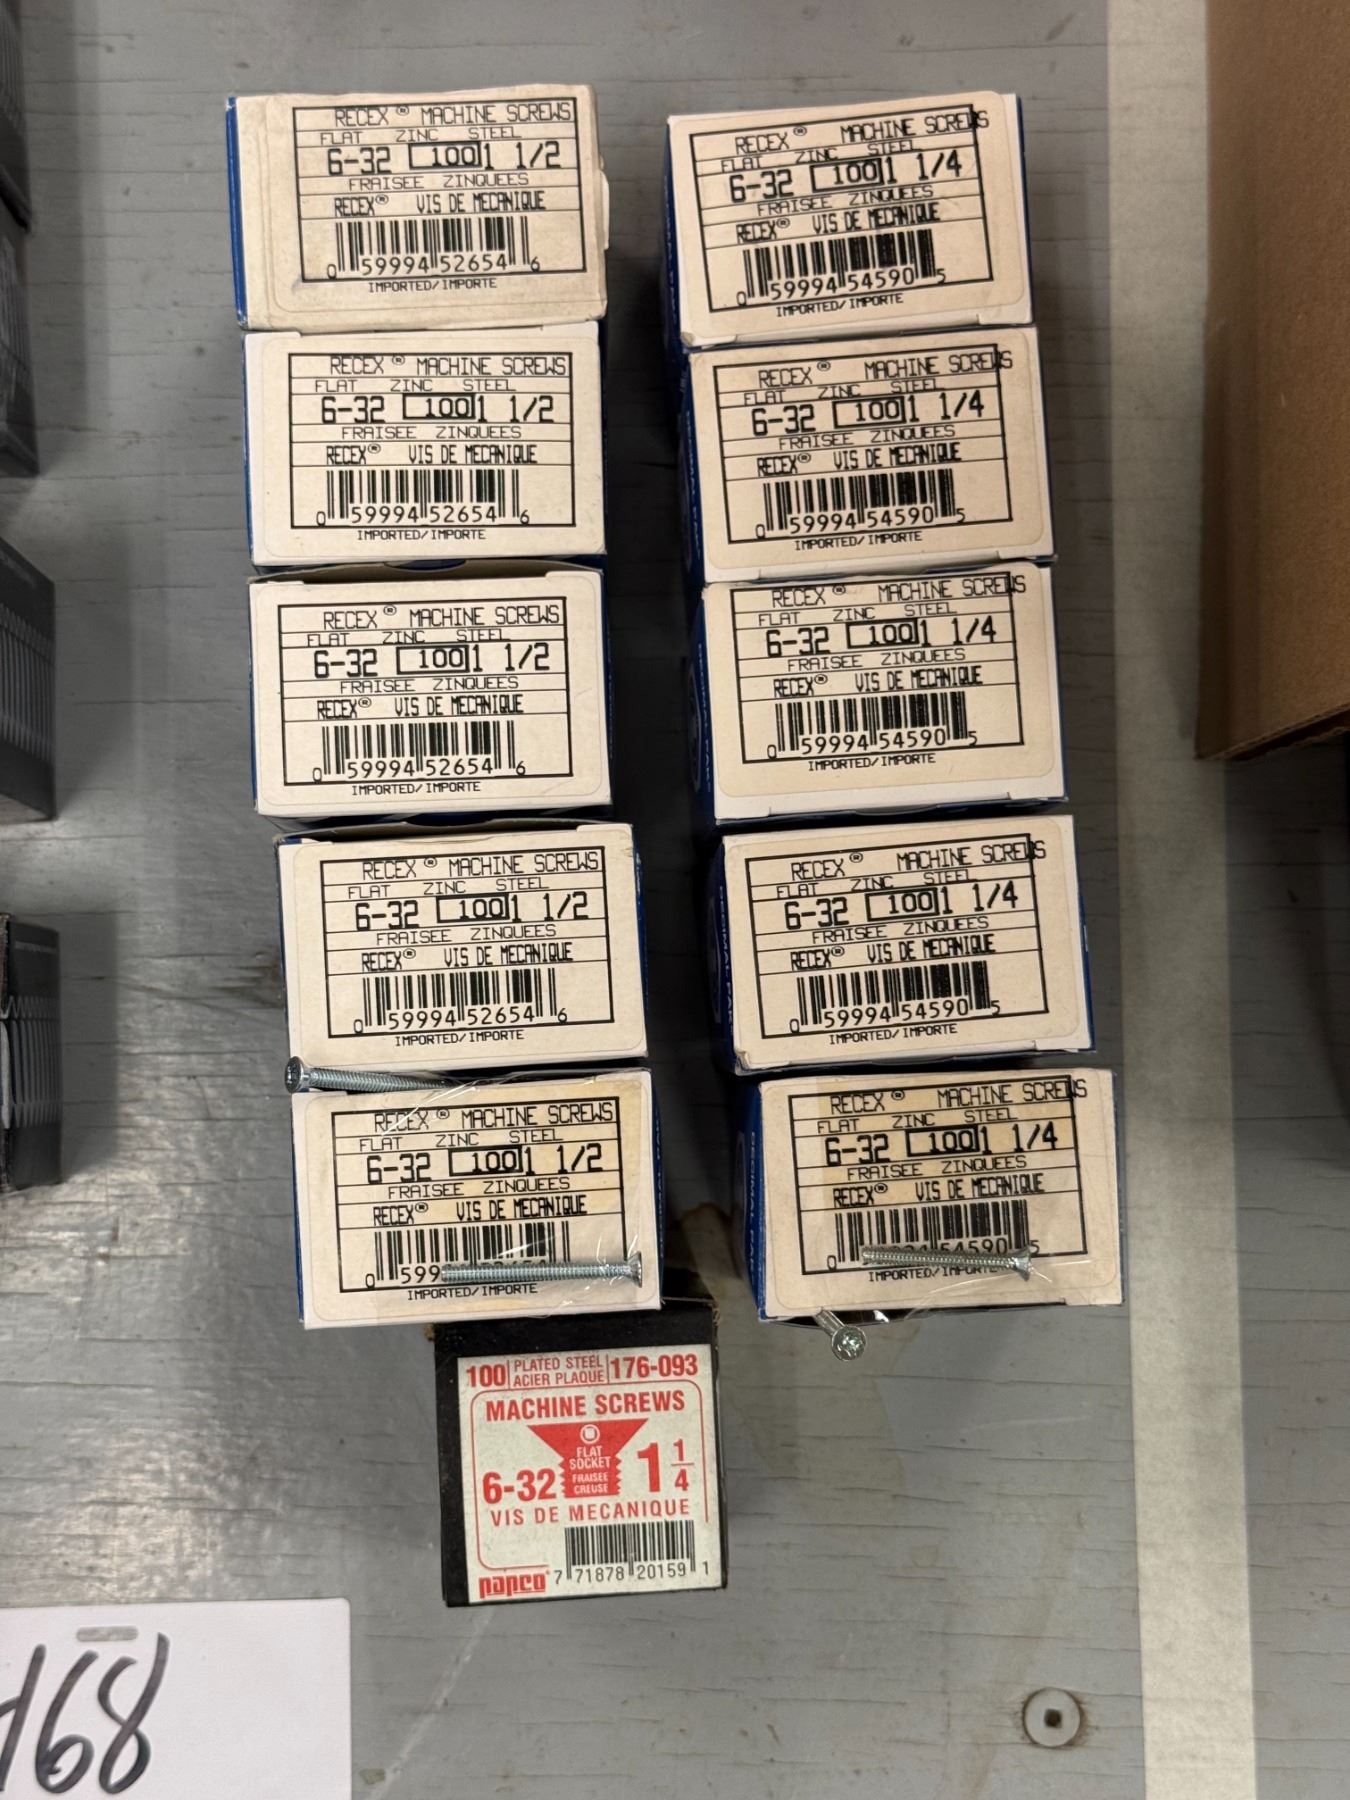 RECEX® MACHINE SCREWS
FLAT ZINC STEEL
6-32 100 1 1/2
FRAISEE ZINQUEES
RECEX® VIS DE MECANIQUE
0 59994 52654 6
IMPORTED/IMPORTE
RECEX® MACHINE SCREWS
FLAT ZINC STEEL
6-32 100 1 1/2
FRAISEE ZINQUEES
RECEX® VIS DE MECANIQUE
0 59994 52654 6
IMPORTED/IMPORTE
RECEX® MACHINE SCREWS
FLAT ZINC STEEL
6-32 100 1 1/2
FRAISEE ZINQUEES
RECEX® VIS DE MECANIQUE
0 59994 52654 6
IMPORTED/IMPORTE
RECEX® MACHINE SCREWS
FLAT ZINC STEEL
6-32 100 1 1/2
FRAISEE ZINQUEES
RECEX® VIS DE MECANIQUE
0 59994 52654 6
IMPORTED/IMPORTE
RECEX® MACHINE SCREWS
FLAT ZINC STEEL
6-32 100 1 1/2
FRAISEE ZINQUEES
RECEX® VIS DE MECANIQUE
0 599
IMPORTED/IMPORTE
RECEX® MACHINE SCREWS
FLAT ZINC STEEL
6-32 100 1 1/4
FRAISEE ZINQUEES
RECEX® VIS DE MECANIQUE
0 59994 54590 5
IMPORTED/IMPORTE
RECEX® MACHINE SCREWS
FLAT ZINC STEEL
6-32 100 1 1/4
FRAISEE ZINQUEES
RECEX® VIS DE MECANIQUE
0 59994 54590 5
IMPORTED/IMPORTE
RECEX® MACHINE SCREWS
FLAT ZINC STEEL
6-32 100 1 1/4
FRAISEE ZINQUEES
RECEX® VIS DE MECANIQUE
0 59994 54590 5
IMPORTED/IMPORTE
RECEX® MACHINE SCREWS
FLAT ZINC STEEL
6-32 100 1 1/4
FRAISEE ZINQUEES
RECEX® VIS DE MECANIQUE
0 59994 54590 5
IMPORTED/IMPORTE
RECEX® MACHINE SCREWS
FLAT ZINC STEEL
6-32 100 1 1/4
FRAISEE ZINQUEES
RECEX® VIS DE MECANIQUE
0 54590 5
IMPORTED/IMPORTE
100 PLATED STEEL 176-093
ACIER PLAQUE
MACHINE SCREWS
FLAT
SOCKET
6-32 FRAISEE 1 1/4
CREUSE
VIS DE MECANIQUE
papco® 7 71878 20159 1
168